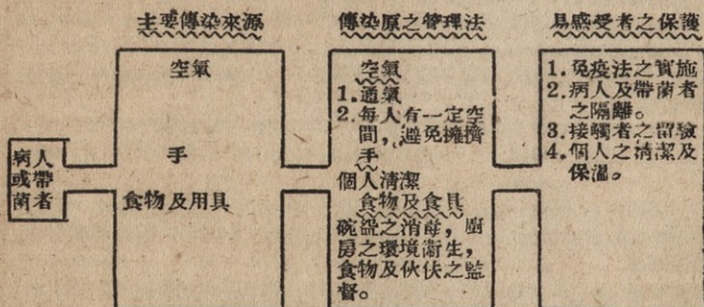 主要傳染來源
傳染原之管理法
易感受者之保護
病人
或帶
菌者
空氣
手
食物及用具
空氣
1.通氣
2.每人有一定空
間,避免擁擠
手
個人清潔
食物及食具
碗盌之消毒,廚
房之環境衛生,
食物及伙伕之監
督。
1.免疫法之實施
2.病人及帶菌者
之隔離。
3.接觸者之留驗
4.個人之清潔及
保溫。